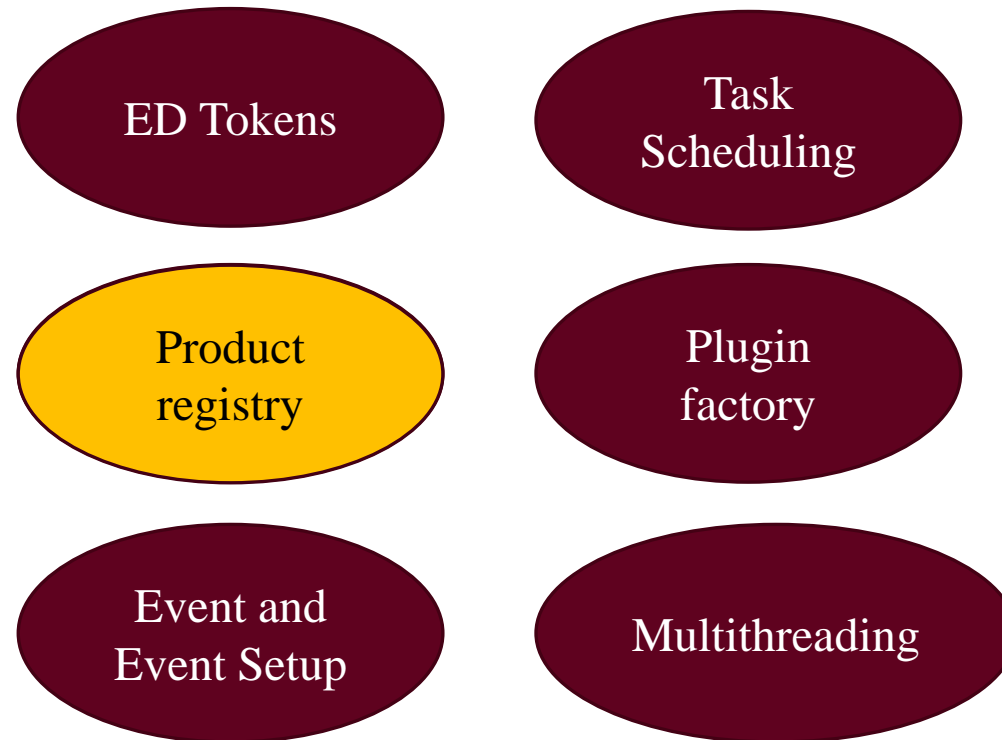 ED Tokens
Task
Scheduling
Product
registry
Plugin
factory
Event and
Event Setup
Multithreading